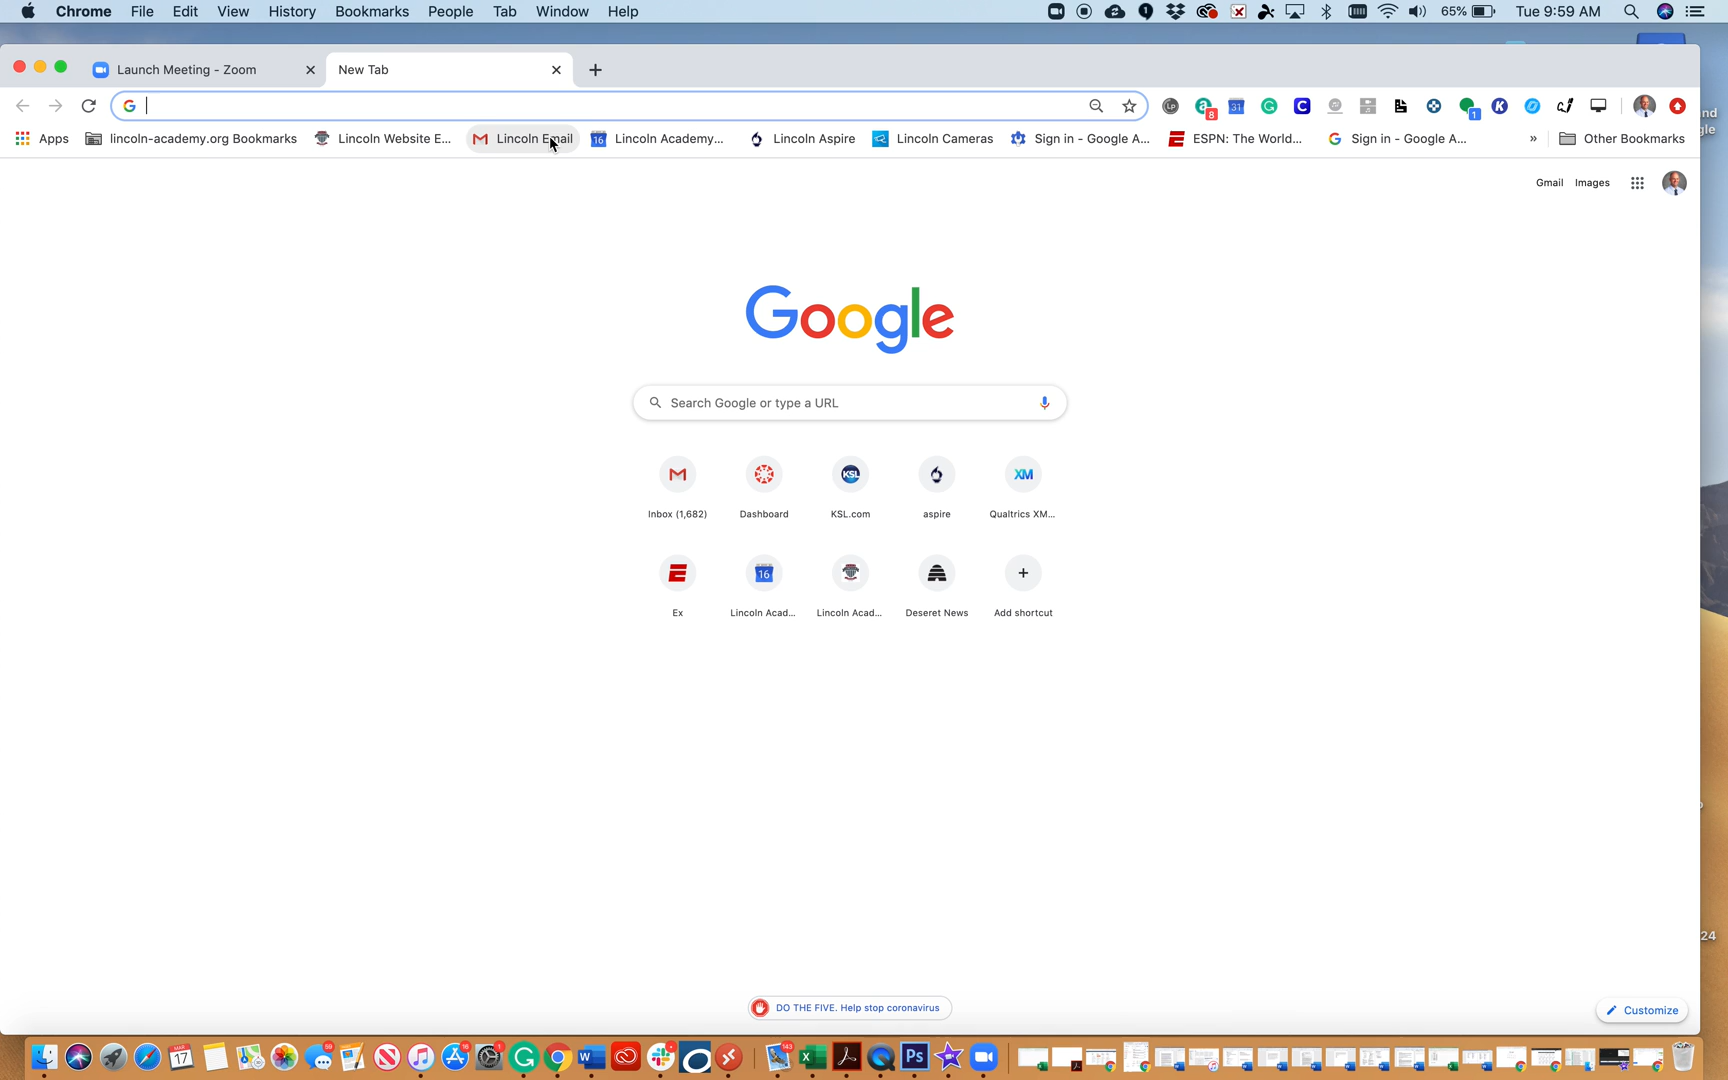 Chrome File Edit View History Bookmarks People Tab Window Help 65% Tue 9:59 AM
Launch Meeting - Zoom New Tab
Apps lincoln-academy.org Bookmarks Lincoln Website E... Lincoln Email Lincoln Academy... Lincoln Aspire Lincoln Cameras Sign in - Google A... ESPN: The World... Sign in - Google A... » Other Bookmarks
Gmail Images
Google
Search Google or type a URL
Inbox (1,682) Dashboard KSL.com aspire Qualtrics XM...
Ex Lincoln Acad... Lincoln Acad... Deseret News Add shortcut
DO THE FIVE. Help stop coronavirus
Customize
24